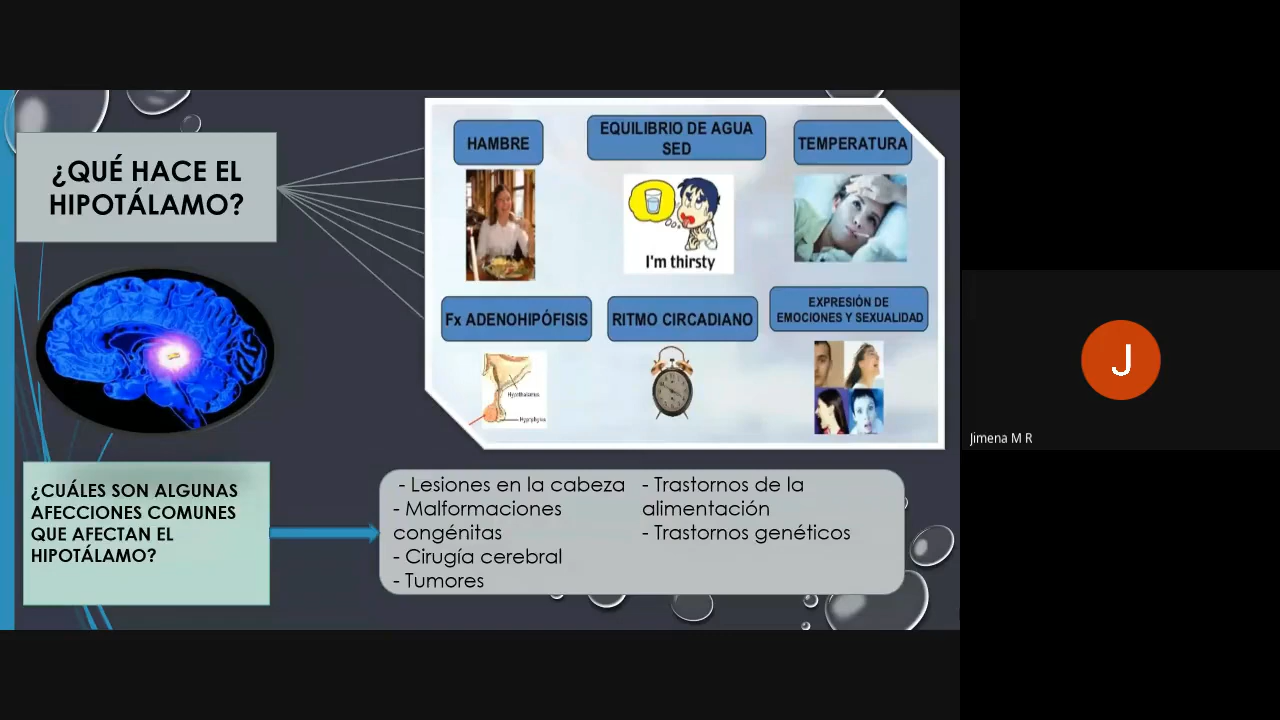 ¿QUÉ HACE EL
HIPOTÁLAMO?
HAMBRE
EQUILIBRIO DE AGUA
SED
TEMPERATURA
I'm thirsty
Fx ADENOHIPÓFISIS
RITMO CIRCADIANO
EXPRESIÓN DE
EMOCIONES Y SEXUALIDAD
Hypothalamus
Hypophysis
¿CUÁLES SON ALGUNAS
AFECCIONES COMUNES
QUE AFECTAN EL
HIPOTÁLAMO?
- Lesiones en la cabeza
- Malformaciones
congénitas
- Cirugía cerebral
- Tumores
- Trastornos de la
alimentación
- Trastornos genéticos
J
Jimena M R